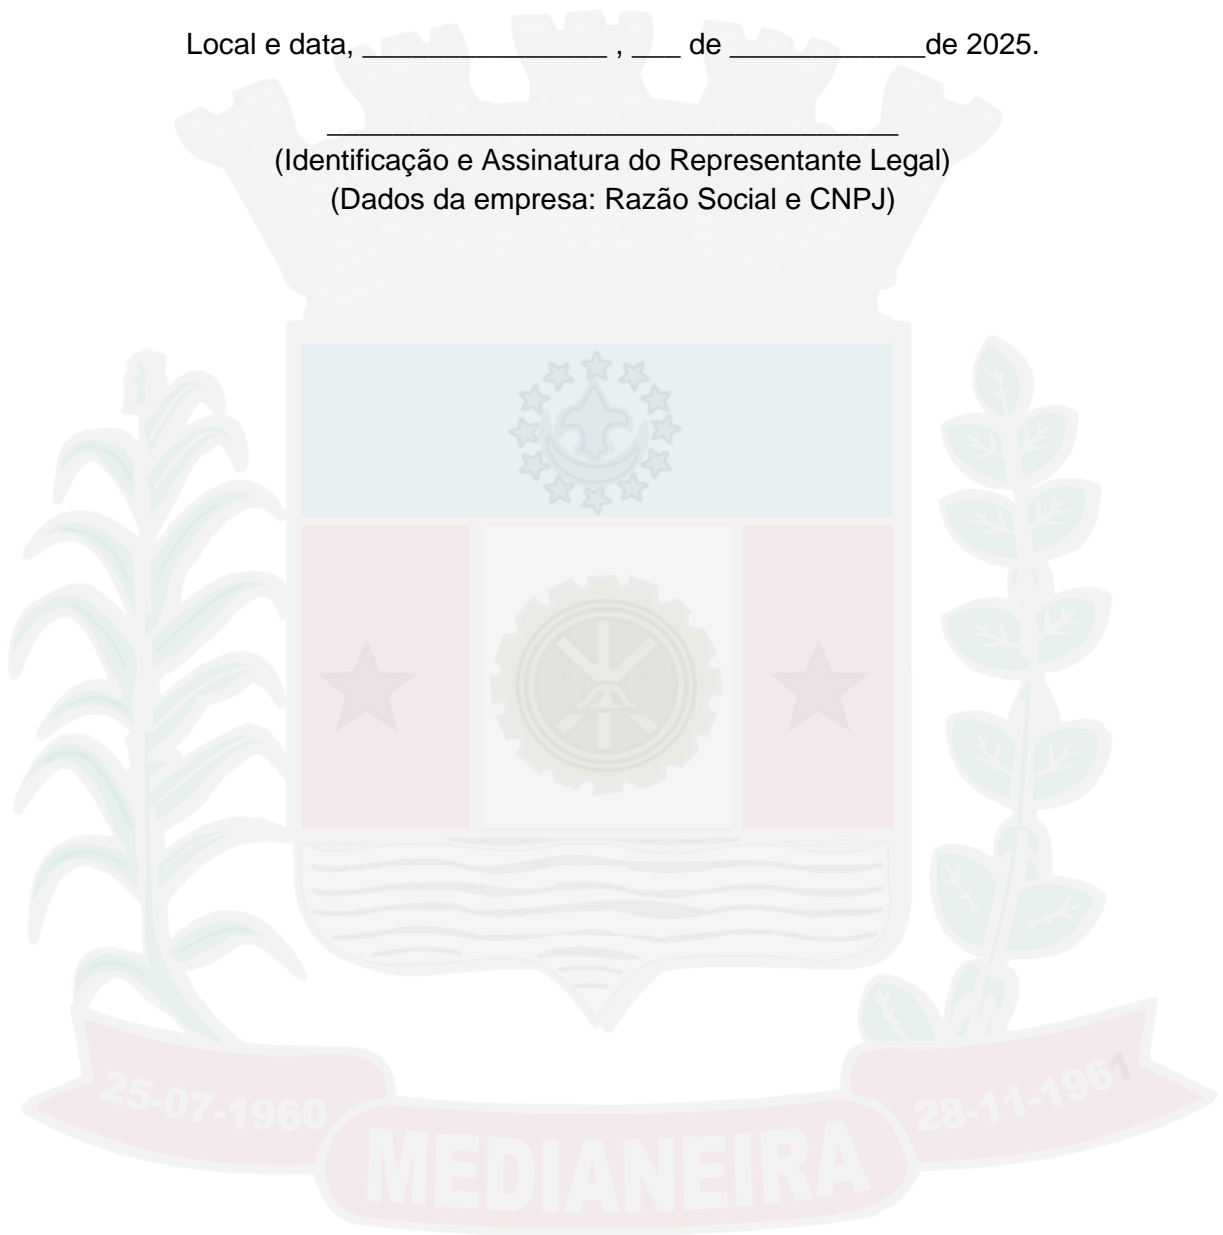 Local e data, _______________ , ___ de ____________de 2025.
___________________________________
(Identificação e Assinatura do Representante Legal)
(Dados da empresa: Razão Social e CNPJ)
25-07-1960
28-11-1961
MEDIANEIRA